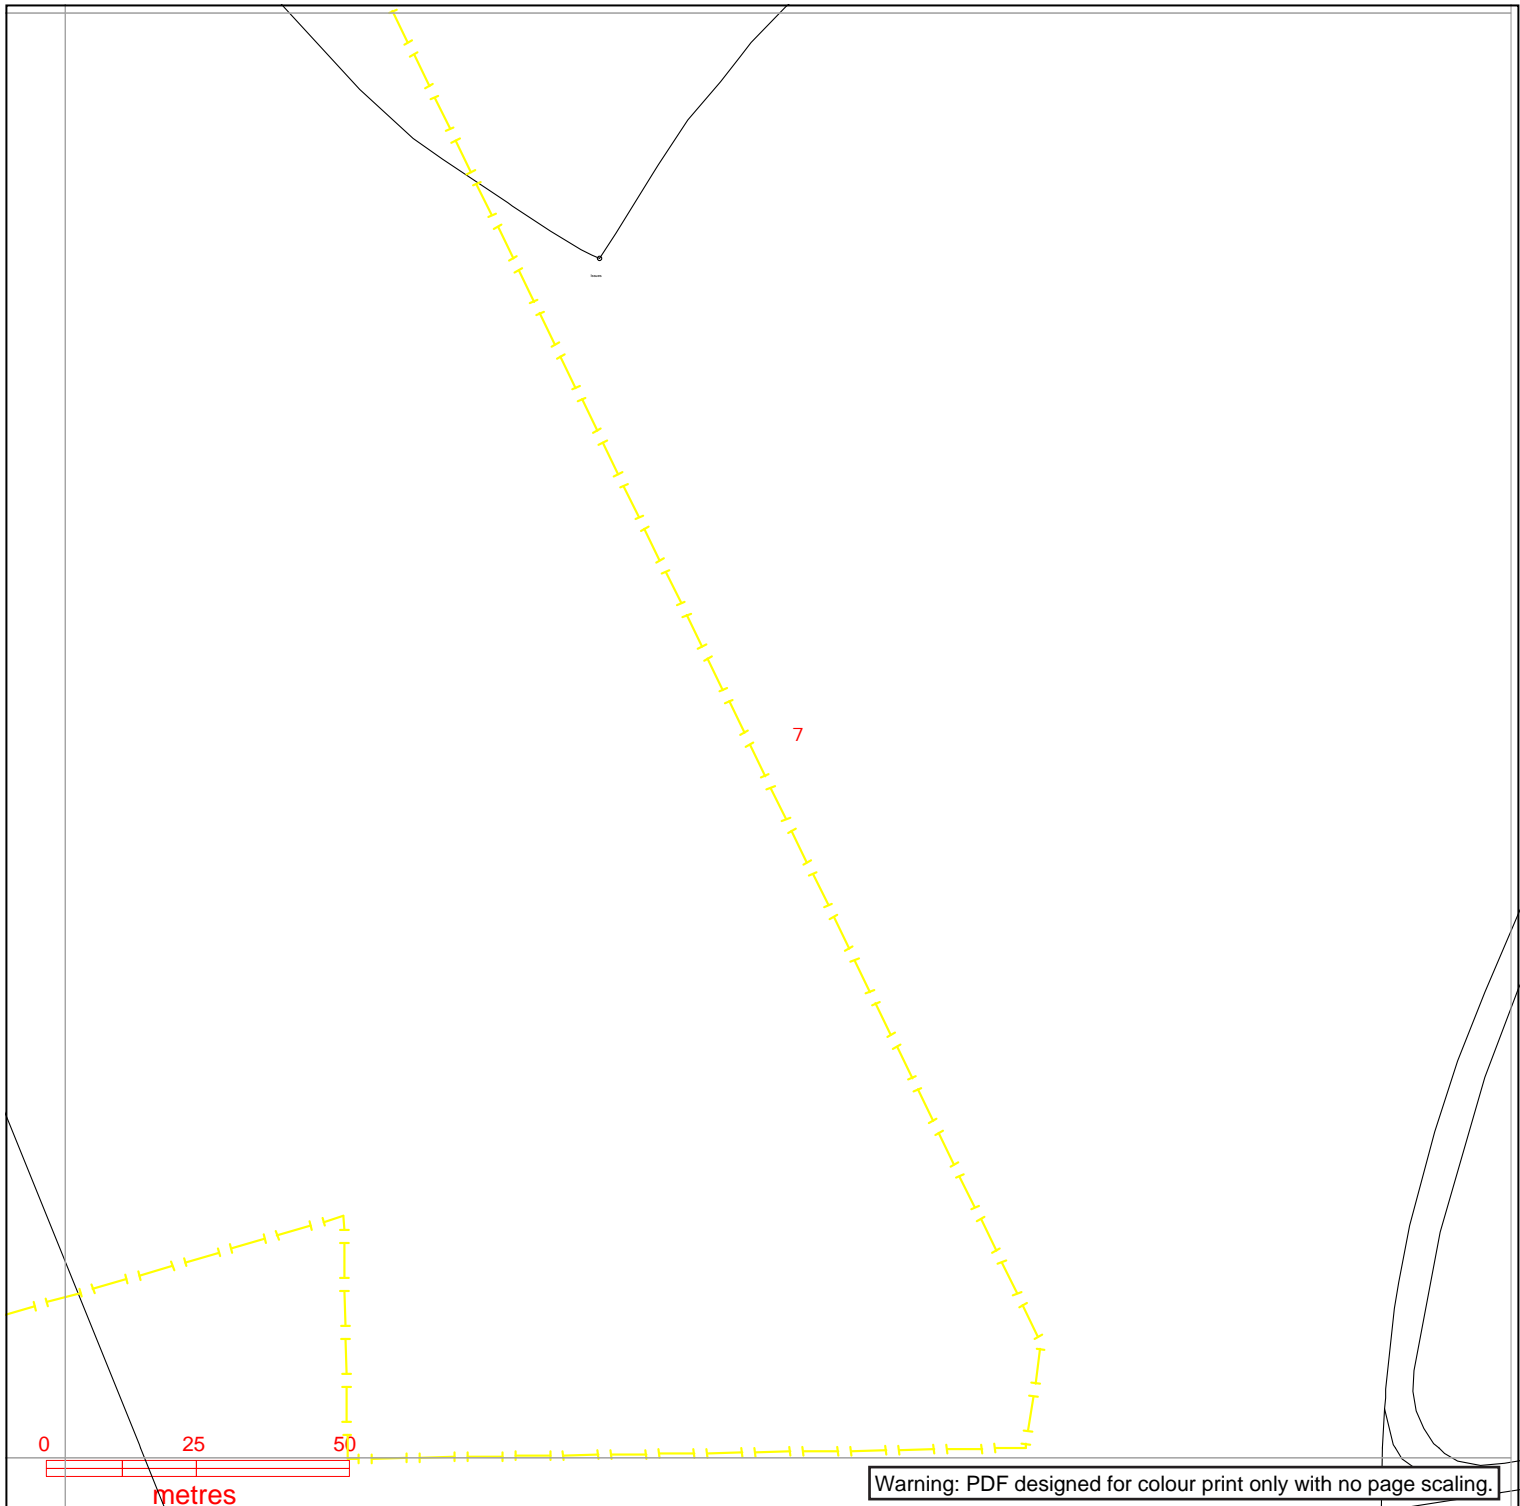 7
0 25 50
metres
Warning: PDF designed for colour print only with no page scaling.